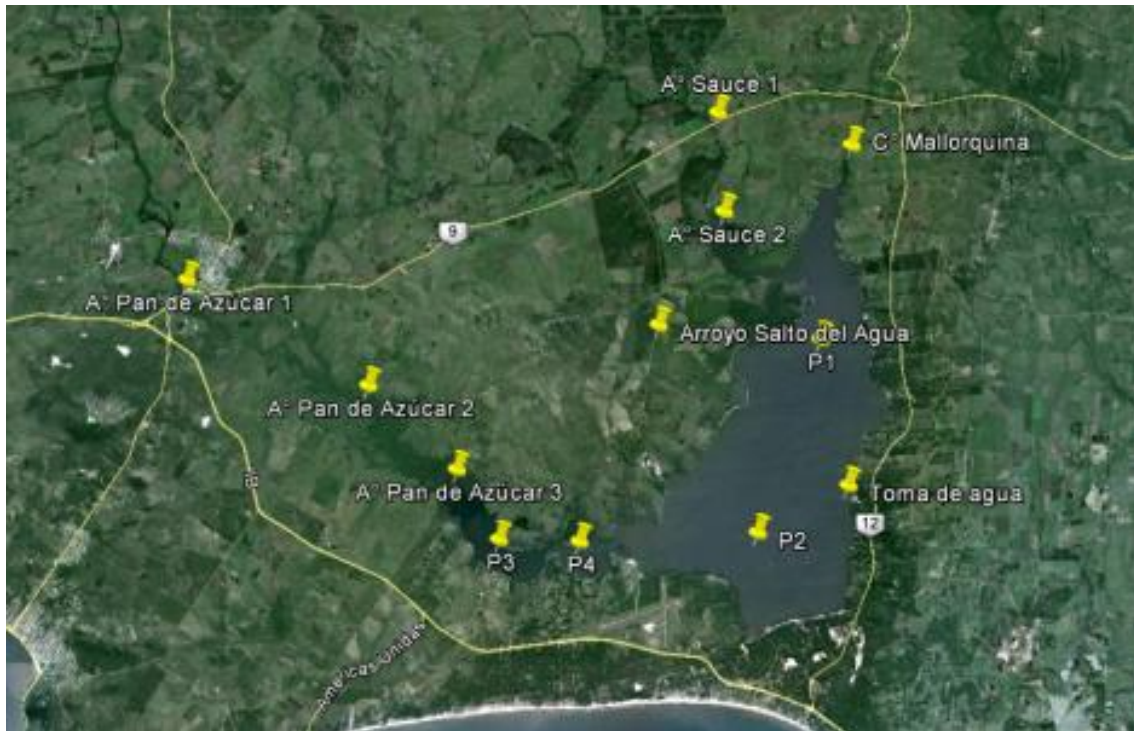 A° Sauce 1
C° Mallorquina
A° Sauce 2
9
A° Pan de Azúcar 1
Arroyo Salto del Agua
P1
A° Pan de Azúcar 2
A° Pan de Azúcar 3
Toma de agua
12
P2
P3
P4